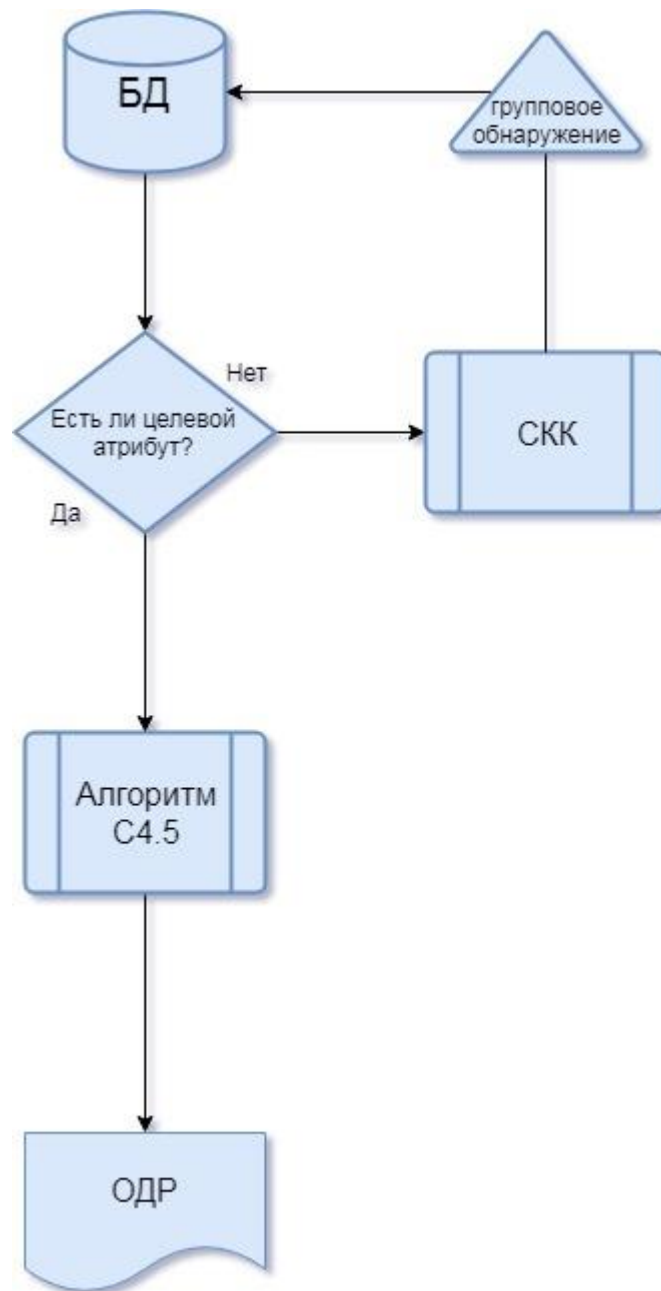 БД
групповое
обнаружение
Нет
Есть ли целевой
атрибут?
СКК
Да
Алгоритм
C4.5
ОДР